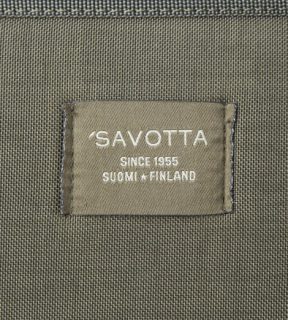 'SAVOTTA
SINCE 1955
SUOMI ★ FINLAND